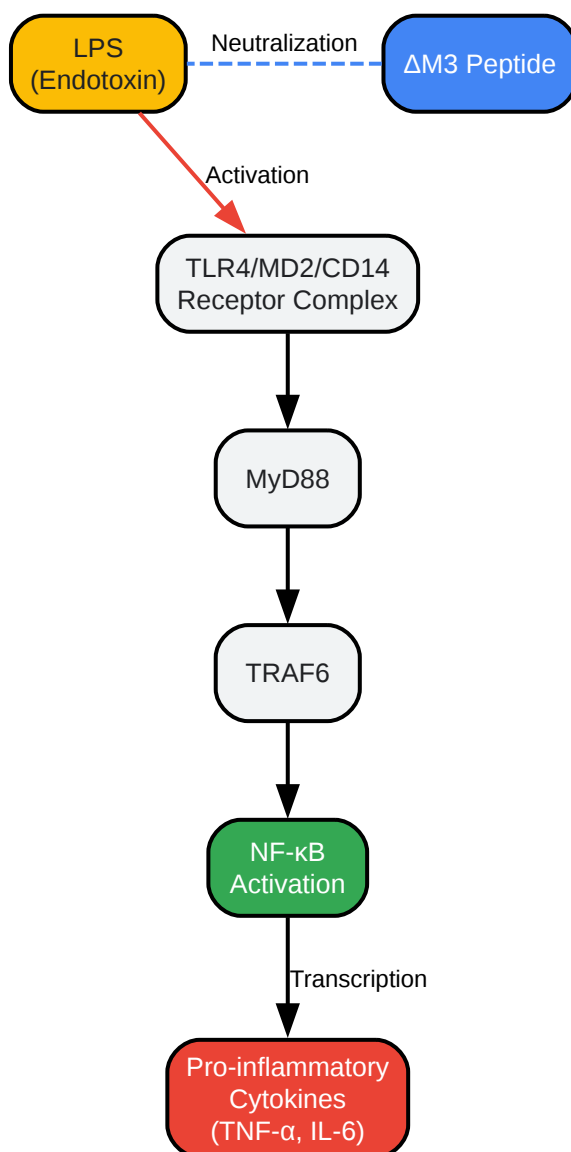 LPS
(Endotoxin)
Neutralization
ΔM3 Peptide
Activation
TLR4/MD2/CD14
Receptor Complex
MyD88
TRAF6
NF-κB
Activation
Transcription
Pro-inflammatory
Cytokines
(TNF-α, IL-6)